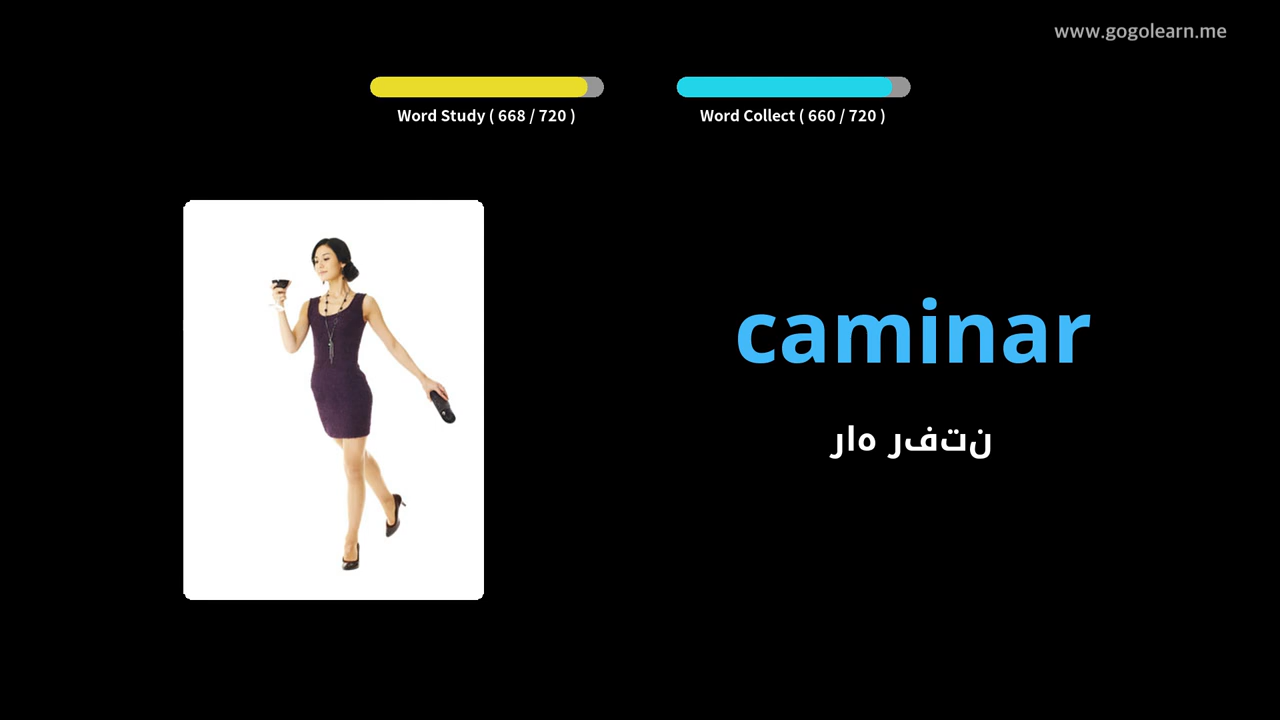 www.gogolearn.me
Word Study ( 668 / 720 )
Word Collect ( 660 / 720 )
caminar
راه رفتن